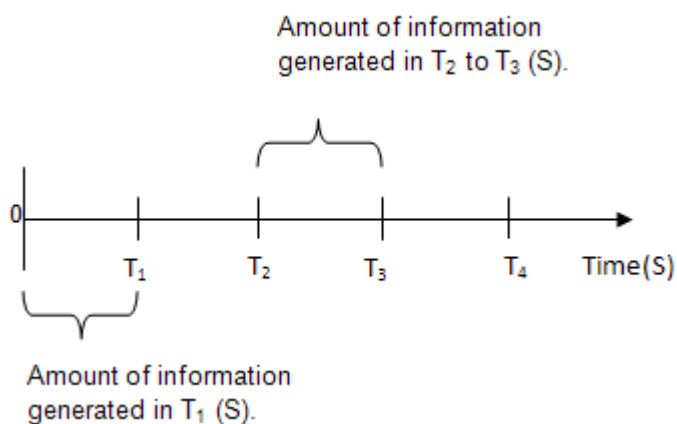 Amount of information
generated in T₂ to T₃ (S).
0
T₁ T₂ T₃ T₄ Time(S)
Amount of information
generated in T₁ (S).